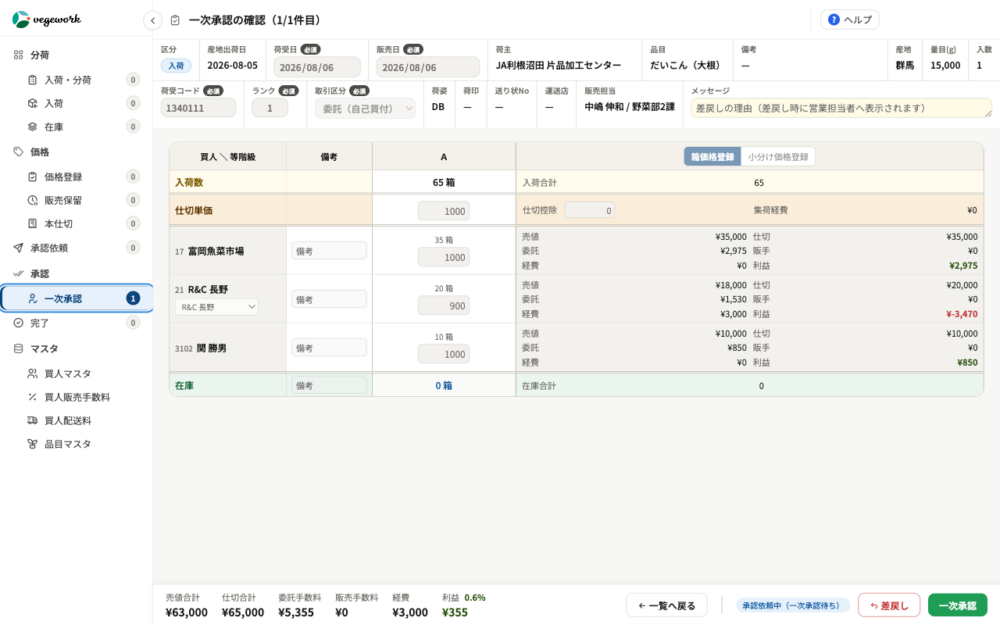 vegework
分荷
入荷・分荷 0
入荷 0
在庫 0
価格
価格登録 0
販売保留 0
本仕切 0
承認依頼 0
承認
一次承認 1
完了 0
マスタ
買人マスタ
買人販売手数料
買人配送料
品目マスタ
一次承認の確認（1/1件目）
? ヘルプ
区分 産地出荷日 荷受日 必須 販売日 必須 荷主 品目 備考 産地 量目(g) 入数
入荷 2026-08-05 2026/08/06 2026/08/06 JA利根沼田 片品加工センター だいこん（大根） — 群馬 15,000 1
荷受コード 必須 ランク 必須 取引区分 必須 荷姿 荷印 送り状No 運送店 販売担当 メッセージ
1340111 1 委託（自己買付） DB — — — 中嶋 伸和 / 野菜部2課 差戻しの理由（差戻し時に営業担当者へ表示されます）
買人 ＼ 等階級 備考 A 箱価格登録 小分け価格登録
入荷数 65 箱 入荷合計 65
仕切単価 1000 仕切控除 0 集荷経費 ¥0
17 富岡魚菜市場 備考 35 箱 1000
売値 ¥35,000 仕切 ¥35,000
委託 ¥2,975 販手 ¥0
経費 ¥0 利益 ¥2,975
21 R&C 長野 R&C 長野 備考 20 箱 900
売値 ¥18,000 仕切 ¥20,000
委託 ¥1,530 販手 ¥0
経費 ¥3,000 利益 ¥-3,470
3102 関 勝男 備考 10 箱 1000
売値 ¥10,000 仕切 ¥10,000
委託 ¥850 販手 ¥0
経費 ¥0 利益 ¥850
在庫 備考 0 箱 在庫合計 0
売値合計 仕切合計 委託手数料 販売手数料 経費 利益 0.6%
¥63,000 ¥65,000 ¥5,355 ¥0 ¥3,000 ¥355
一覧へ戻る 承認依頼中（一次承認待ち） 差戻し 一次承認